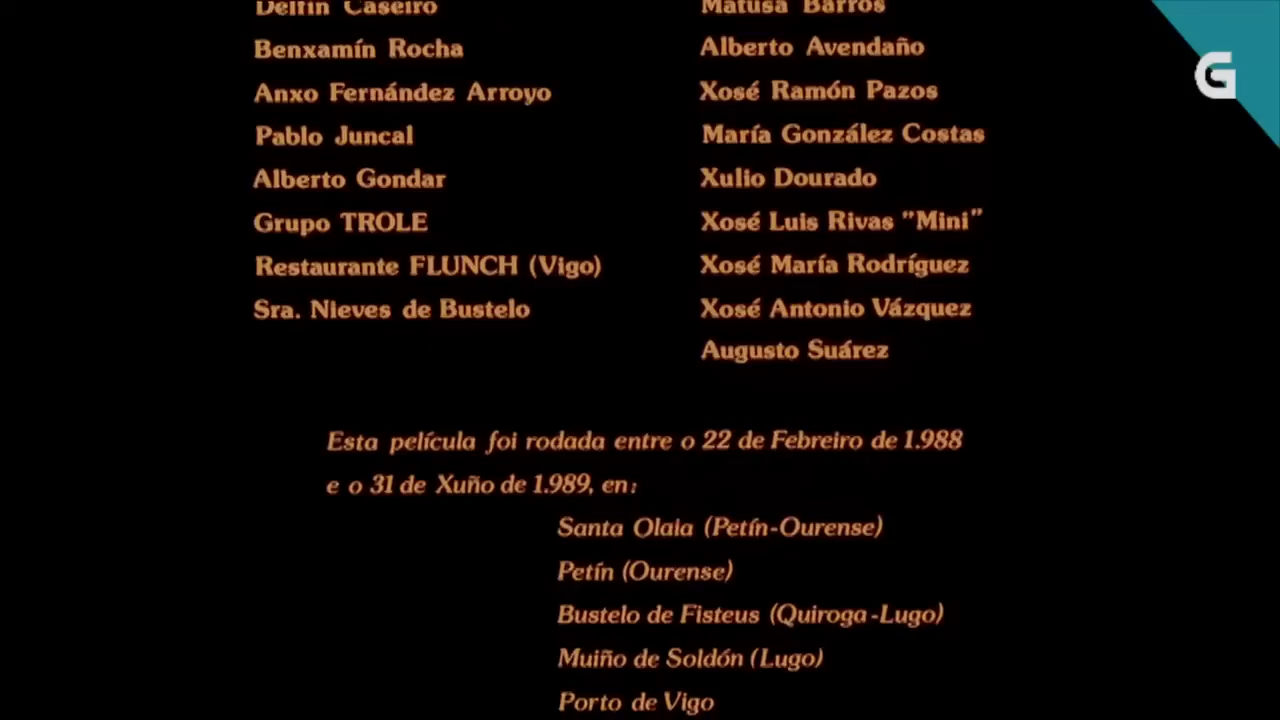 Delfín Caseiro
Benxamín Rocha
Anxo Fernández Arroyo
Pablo Juncal
Alberto Gondar
Grupo TROLE
Restaurante FLUNCH (Vigo)
Sra. Nieves de Bustelo
Matusa Barros
Alberto Avendaño
Xosé Ramón Pazos
María González Costas
Xulio Dourado
Xosé Luis Rivas "Mini"
Xosé María Rodríguez
Xosé Antonio Vázquez
Augusto Suárez
Esta película foi rodada entre o 22 de Febreiro de 1.988
e o 31 de Xuño de 1.989, en:
Santa Olaia (Petín-Ourense)
Petín (Ourense)
Bustelo de Fisteus (Quiroga-Lugo)
Muiño de Soldón (Lugo)
Porto de Vigo
G